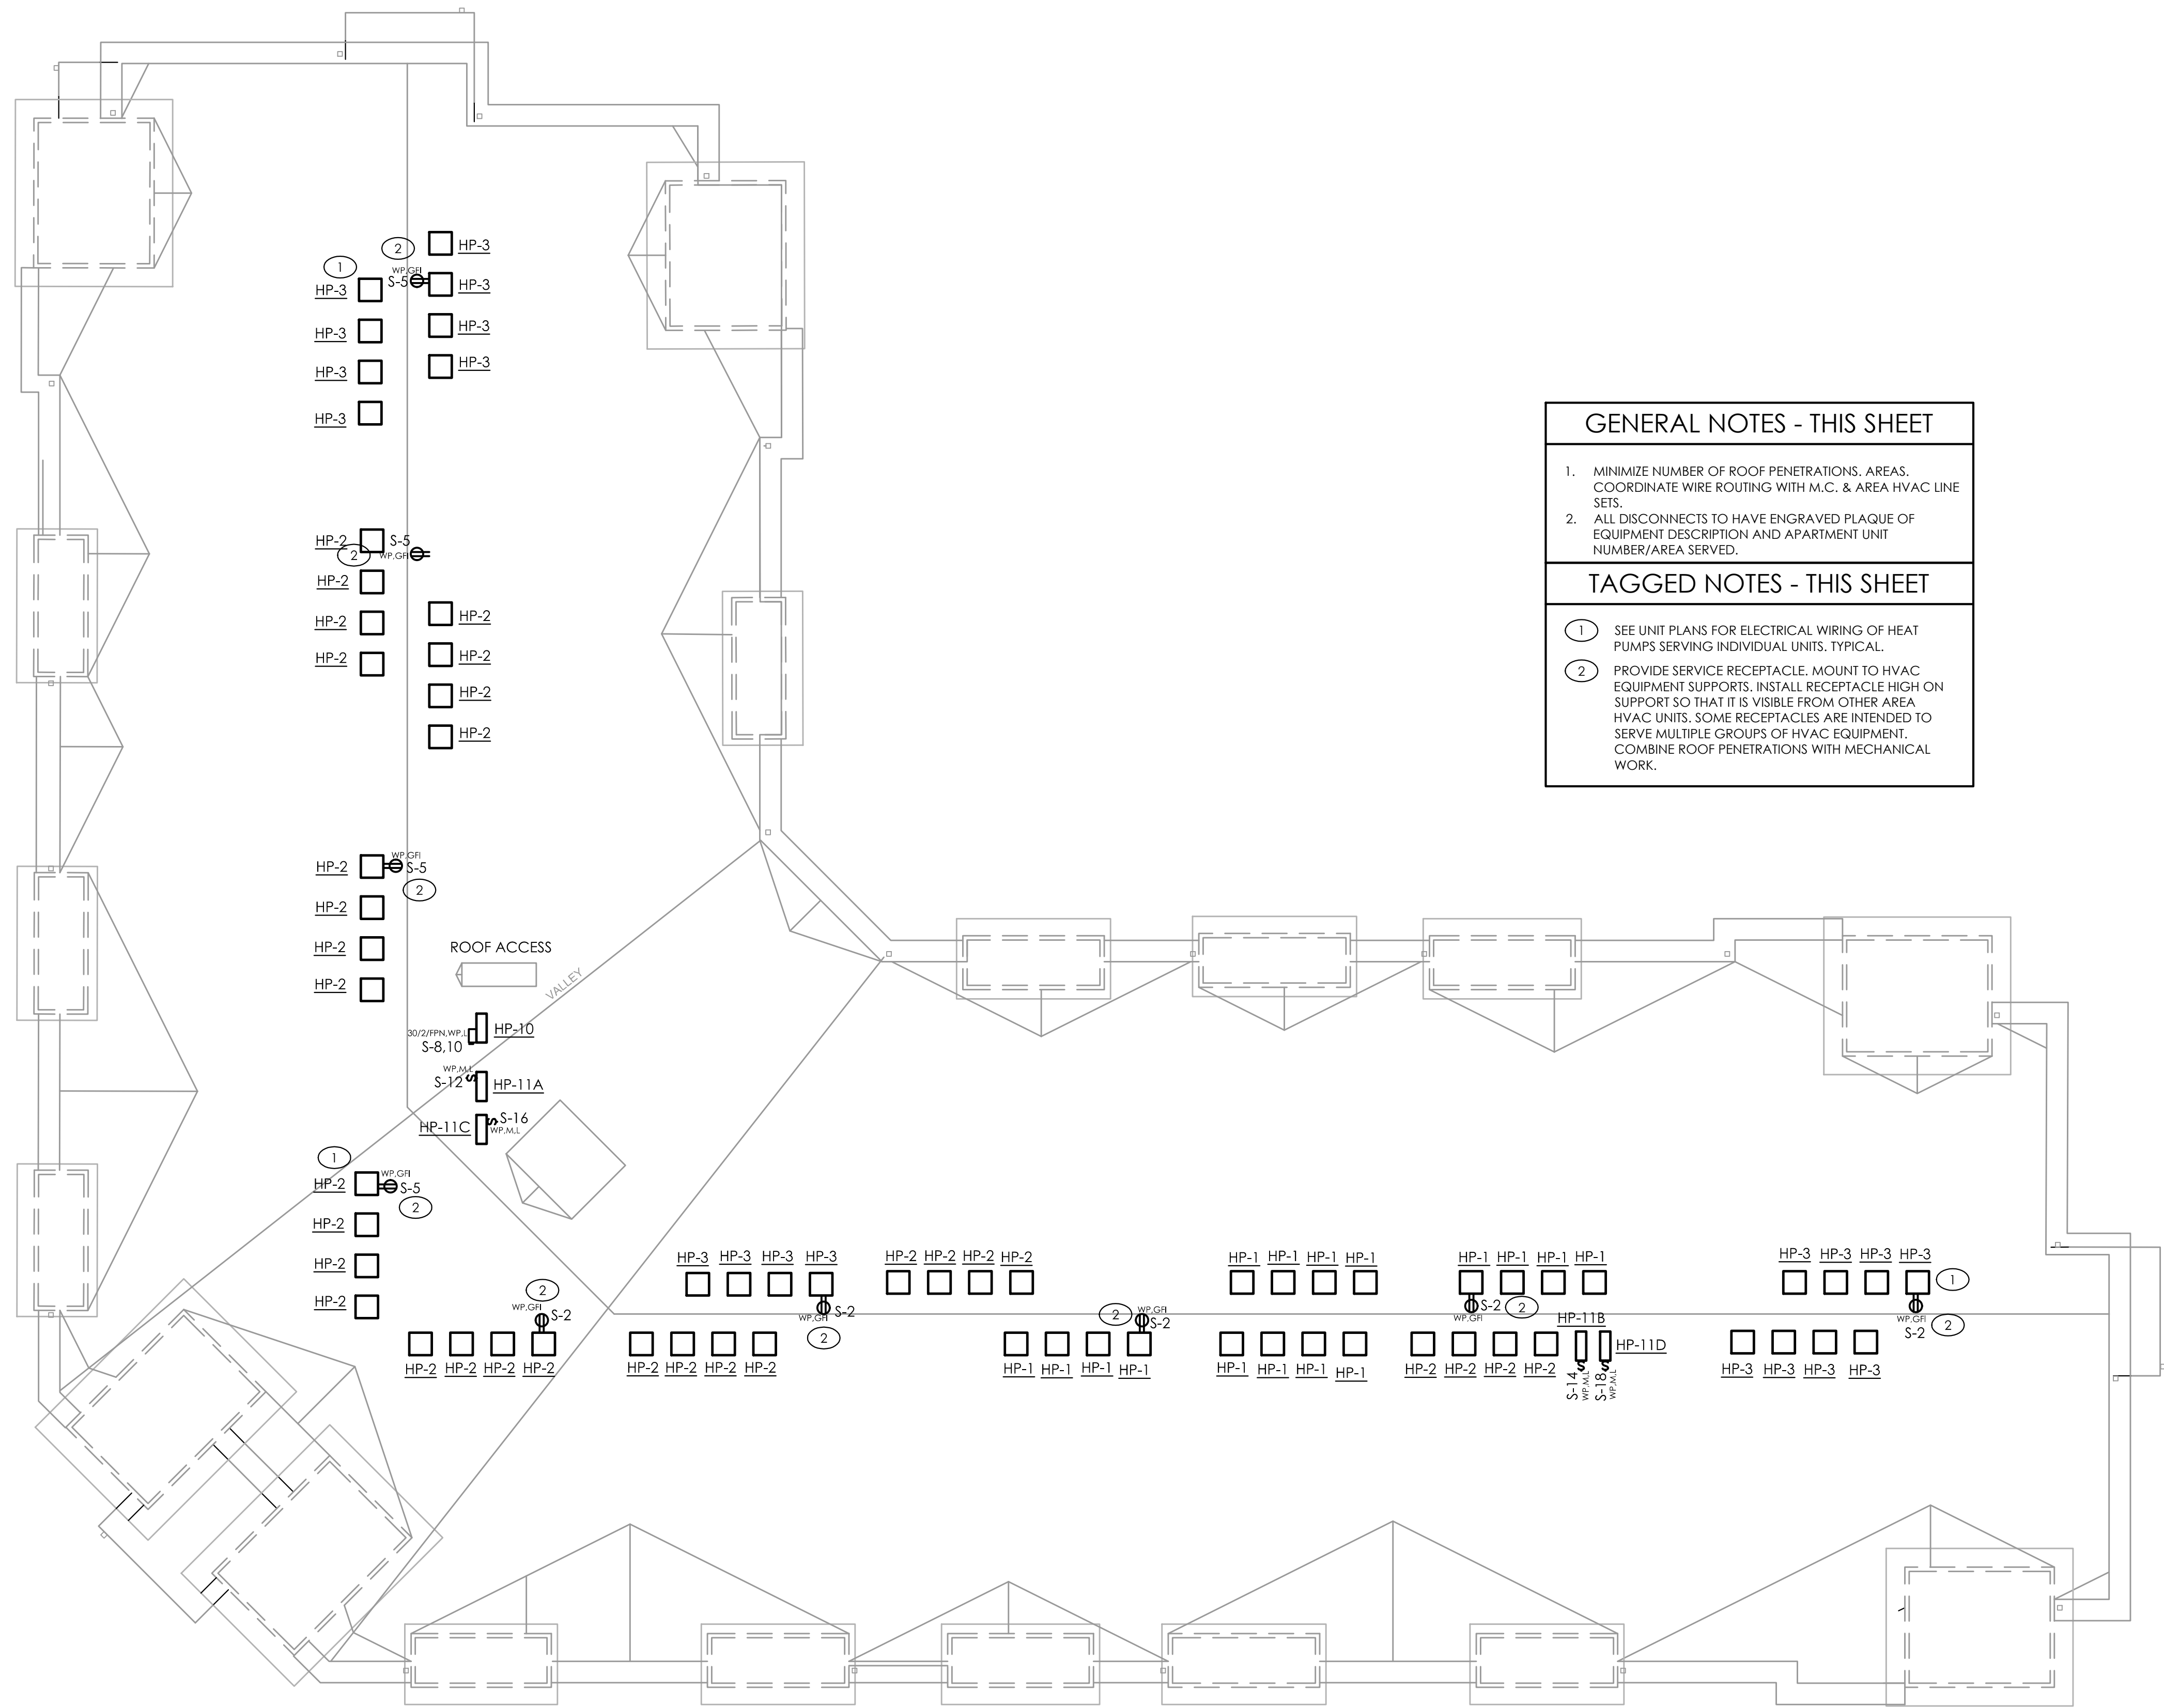 2
HP-3
1
WP,GFI
S-5
HP-3
HP-3
HP-3
HP-3
HP-3
HP-3
HP-3
GENERAL NOTES - THIS SHEET
1. MINIMIZE NUMBER OF ROOF PENETRATIONS. AREAS.
COORDINATE WIRE ROUTING WITH M.C. & AREA HVAC LINE
SETS.
2. ALL DISCONNECTS TO HAVE ENGRAVED PLAQUE OF
EQUIPMENT DESCRIPTION AND APARTMENT UNIT
NUMBER/AREA SERVED.
TAGGED NOTES - THIS SHEET
1 SEE UNIT PLANS FOR ELECTRICAL WIRING OF HEAT
PUMPS SERVING INDIVIDUAL UNITS. TYPICAL.
2 PROVIDE SERVICE RECEPTACLE. MOUNT TO HVAC
EQUIPMENT SUPPORTS. INSTALL RECEPTACLE HIGH ON
SUPPORT SO THAT IT IS VISIBLE FROM OTHER AREA
HVAC UNITS. SOME RECEPTACLES ARE INTENDED TO
SERVE MULTIPLE GROUPS OF HVAC EQUIPMENT.
COMBINE ROOF PENETRATIONS WITH MECHANICAL
WORK.
HP-2 S-5
2 WP,GFI
HP-2
HP-2
HP-2
HP-2
HP-2
HP-2
HP-2
WP,GFI
HP-2 S-5
2
HP-2
HP-2
HP-2
ROOF ACCESS
VALLEY
30/2/FPN,WP,L HP-10
S-8,10
WP,M,L
S-12 HP-11A
S-16
HP-11C WP,M,L
1
WP,GFI
HP-2 S-5
2
HP-2
HP-2
HP-2
2
WP,GFI
S-2
HP-2 HP-2 HP-2 HP-2
HP-3 HP-3 HP-3 HP-3
S-2
WP,GFI
2
HP-2 HP-2 HP-2 HP-2
HP-2 HP-2 HP-2 HP-2
2 WP,GFI
S-2
HP-1 HP-1 HP-1 HP-1
HP-1 HP-1 HP-1 HP-1
HP-1 HP-1 HP-1 HP-1
HP-1 HP-1 HP-1 HP-1
S-2 2
WP,GFI
HP-11B
HP-11D
HP-2 HP-2 HP-2 HP-2
S-14
WP,M,L
S-18
WP,M,L
HP-3 HP-3 HP-3 HP-3
1
WP,GFI
S-2
2
HP-3 HP-3 HP-3 HP-3